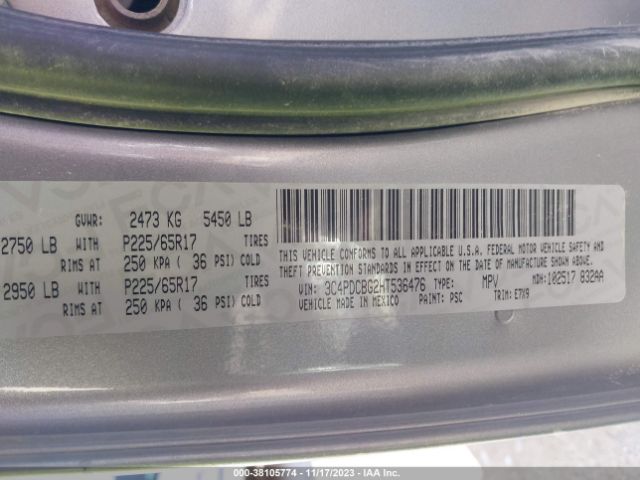 GVWR: 2473 KG 5450 LB
2750 LB WITH P225/65R17 TIRES
RIMS AT 250 KPA ( 36 PSI) COLD
2950 LB WITH P225/65R17 TIRES
RIMS AT 250 KPA ( 36 PSI) COLD
THIS VEHICLE CONFORMS TO ALL APPLICABLE U.S.A. FEDERAL MOTOR VEHICLE SAFETY AND
THEFT PREVENTION STANDARDS IN EFFECT ON THE DATE OF MANUFACTURE SHOWN ABOVE.
VIN: 3C4PDCBG2HT536476 TYPE: MPV MDH: 102517 832AA
MADE IN MEXICO PAINT: PSC TRIM: E7X9
000-38105774 - 11/17/2023 - IAA Inc.